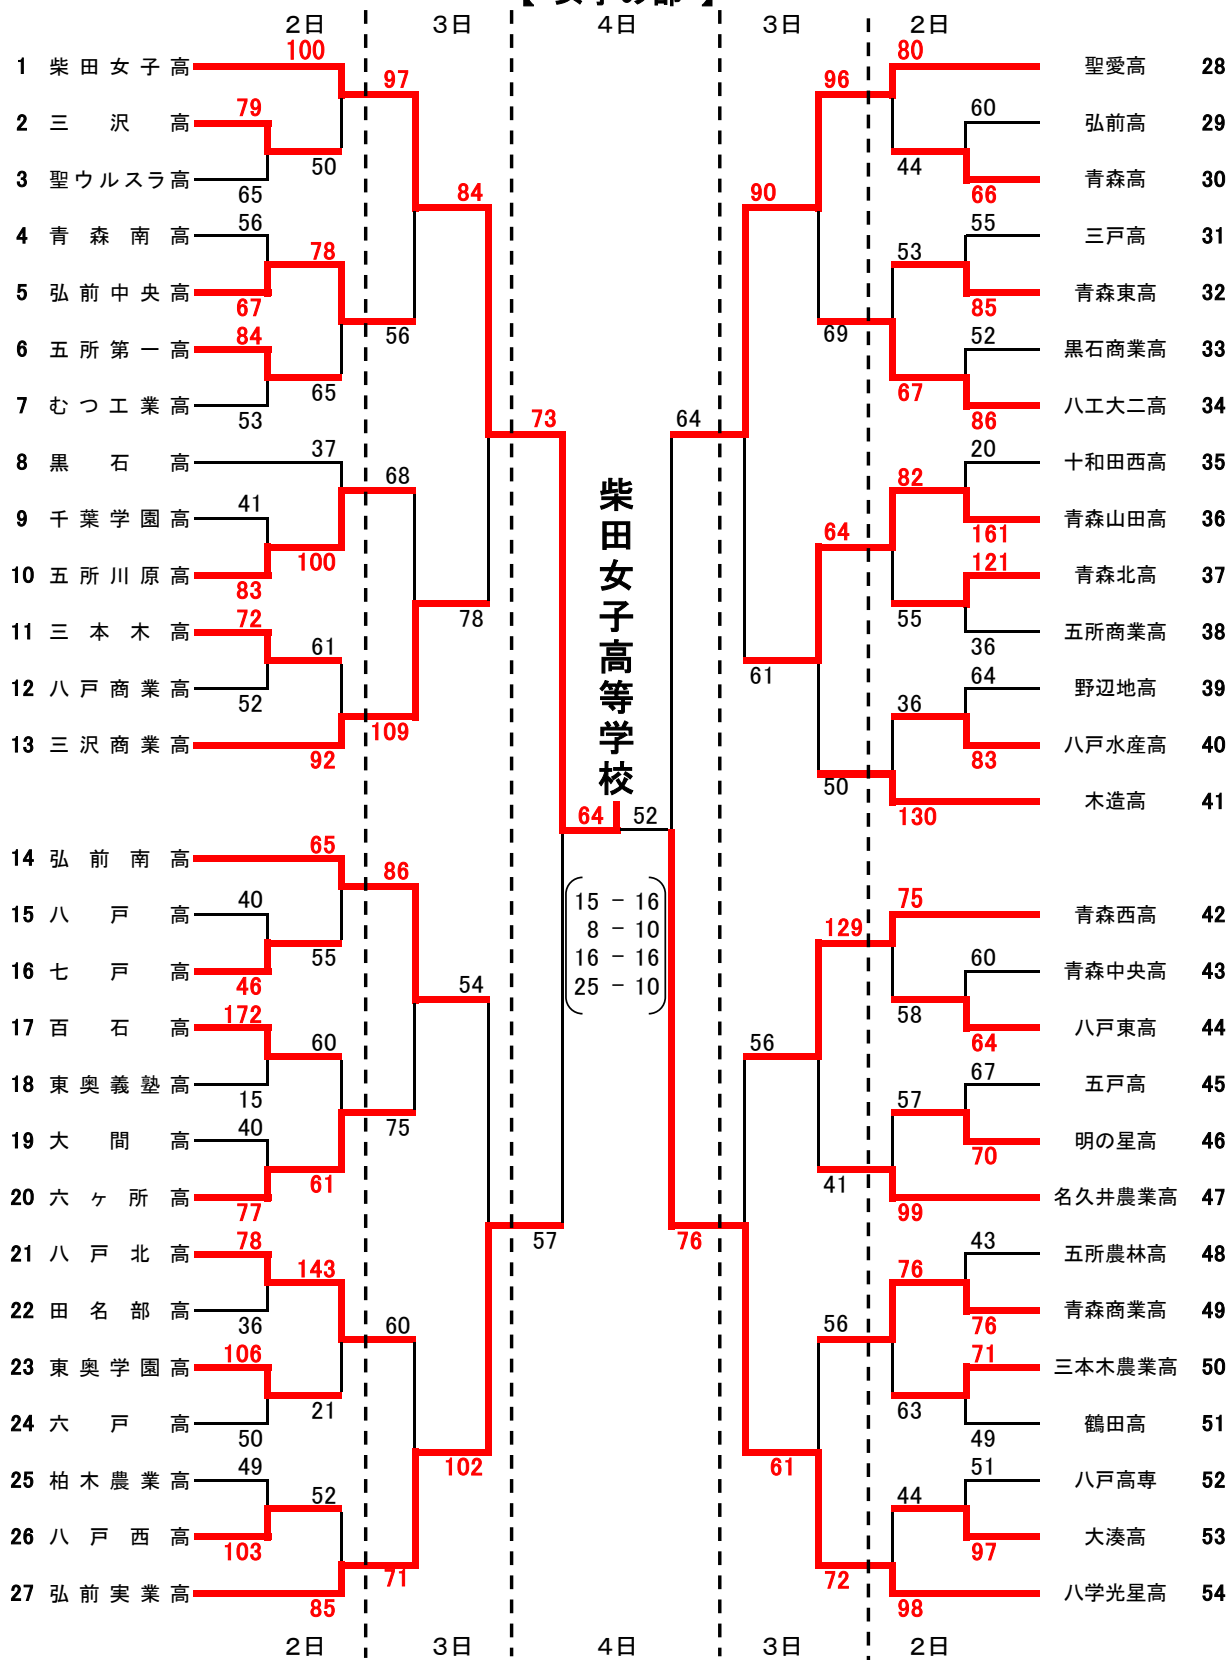 【 女子の部 】
2日 3日 4日 3日 2日
1 柴田女子高 100
2 三沢高 79
3 聖ウルスラ高 65
50
97
4 青森南高 56
5 弘前中央高 67
78
6 五所第一高 84
7 むつ工業高 53
65
56
84
8 黒石高 37
9 千葉学園高 41
10 五所川原高 83
100
68
11 三本木高 72
12 八戸商業高 52
61
13 三沢商業高 92
109
78
73
14 弘前南高 65
15 八戸高 40
16 七戸高 46
55
86
17 百石高 172
18 東奥義塾高 15
60
19 大間高 40
20 六ヶ所高 77
61
75
54
21 八戸北高 78
22 田名部高 36
143
23 東奥学園高 106
24 六戸高 50
21
60
25 柏木農業高 49
26 八戸西高 103
52
27 弘前実業高 85
71
102
57
柴田女子高等学校
64 52
15 - 16
8 - 10
16 - 16
25 - 10
80 聖愛高 28
60 弘前高 29
66 青森高 30
44
96
55 三戸高 31
85 青森東高 32
53
52 黒石商業高 33
86 八工大二高 34
67
69
90
20 十和田西高 35
161 青森山田高 36
82
121 青森北高 37
36 五所商業高 38
55
64
64 野辺地高 39
83 八戸水産高 40
36
130 木造高 41
50
61
64
75 青森西高 42
60 青森中央高 43
64 八戸東高 44
58
129
67 五戸高 45
70 明の星高 46
57
99 名久井農業高 47
41
56
43 五所農林高 48
76 青森商業高 49
76
71 三本木農業高 50
49 鶴田高 51
63
56
51 八戸高専 52
97 大湊高 53
44
98 八学光星高 54
72
61
76
2日 3日 4日 3日 2日